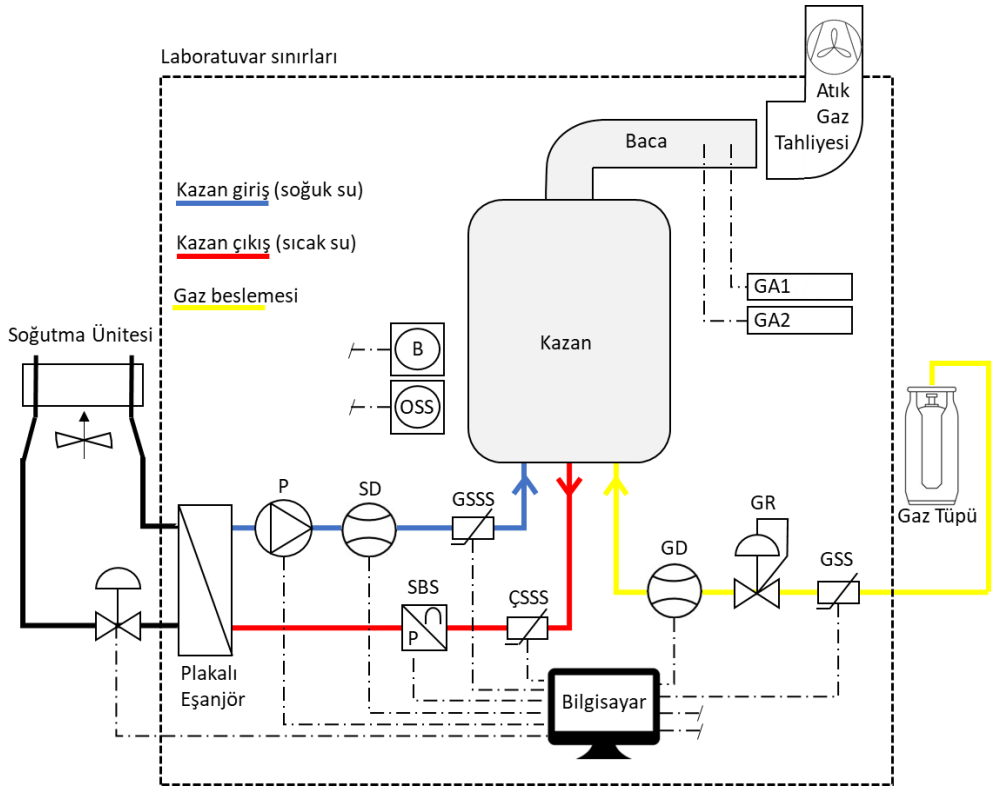 Laboratuvar sınırları
Atık
Gaz
Tahliyesi
Baca
Kazan giriş (soğuk su)
Kazan çıkış (sıcak su)
Gaz beslemesi
GA1
GA2
Soğutma Ünitesi
B
Kazan
OSS
P
SD
GSSS
GR
Gaz Tüpü
GD
GSS
SBS
ÇSSS
P
Plakalı
Eşanjör
Bilgisayar